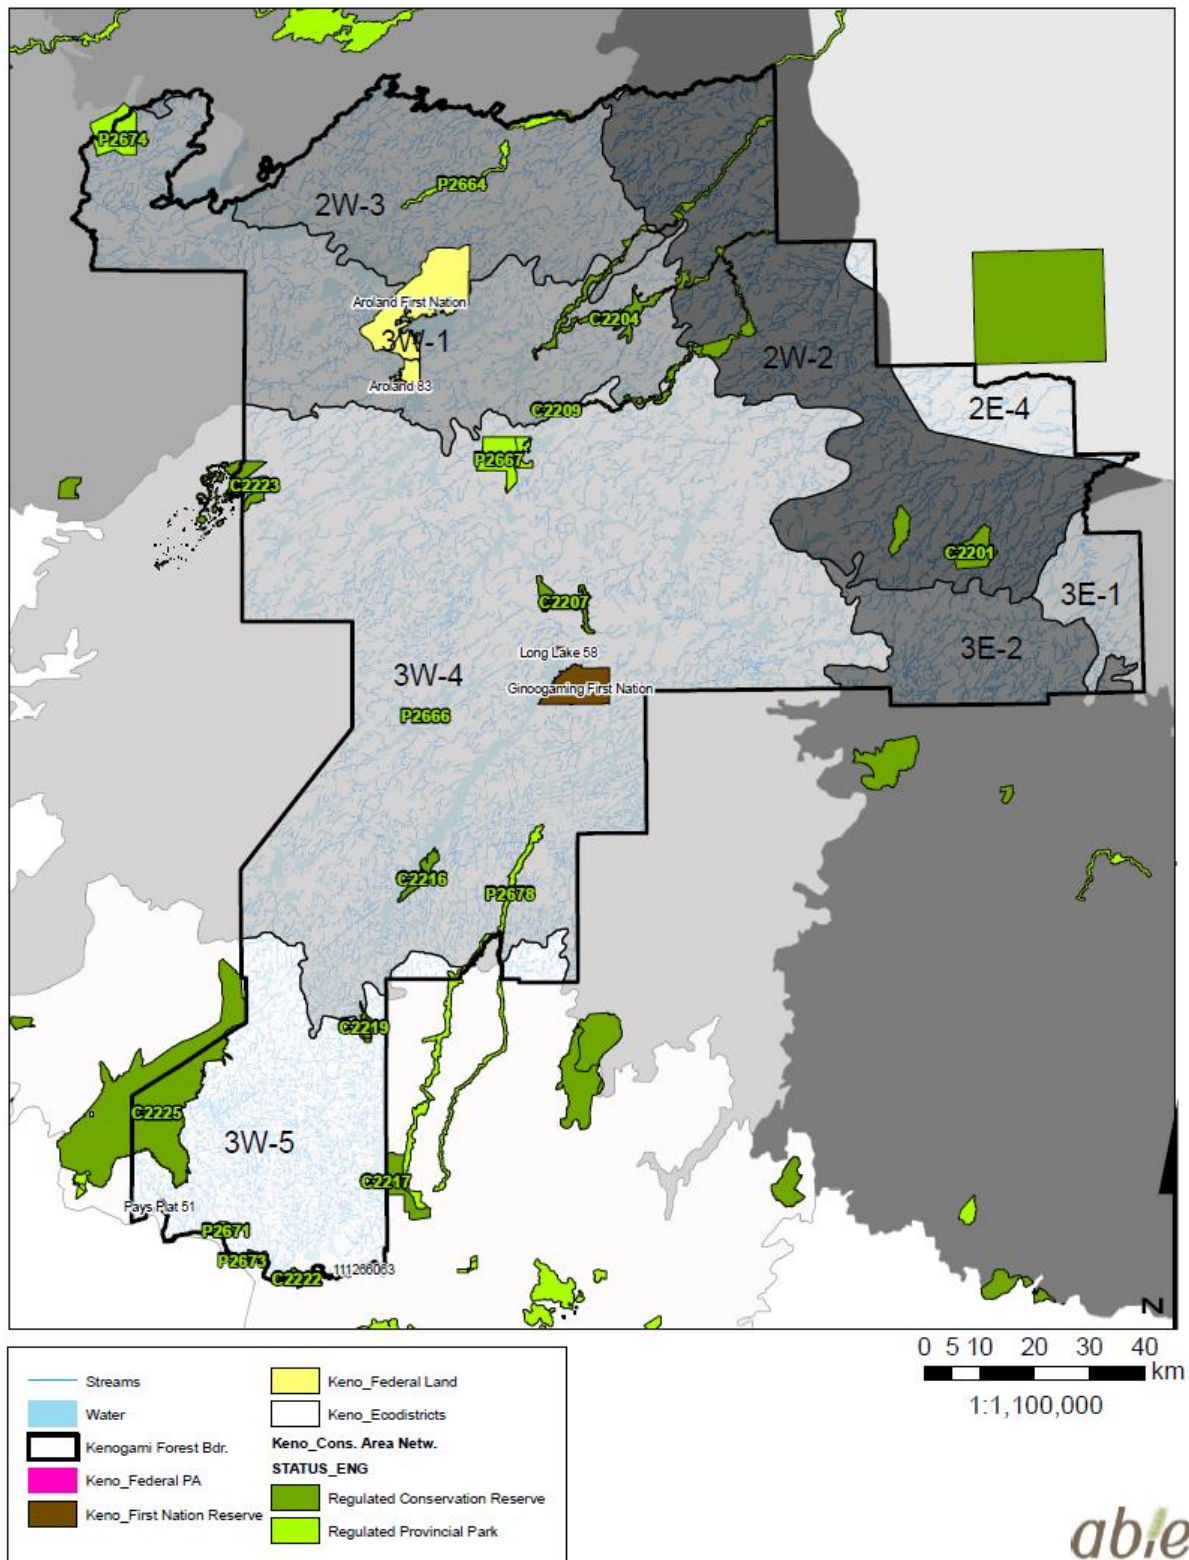 P2674
P2664
2W-3
Aroland First Nation
C2204
3W-1
2W-2
Aroland 83
C2209
2E-4
P2667
C2223
C2201
C2207
3E-1
Long Lake 58
3E-2
3W-4
Ginoogaming First Nation
P2666
C2216
P2678
C2219
C2225
3W-5
C2217
Pays Plat 51
P2671
P2673
C2222
111266063
N
0 5 10 20 30 40
km
1:1,100,000
Streams
Water
Kenogami Forest Bdr.
Keno_Federal PA
Keno_First Nation Reserve
Keno_Federal Land
Keno_Ecodistricts
Keno_Cons. Area Netw.
STATUS_ENG
Regulated Conservation Reserve
Regulated Provincial Park
able